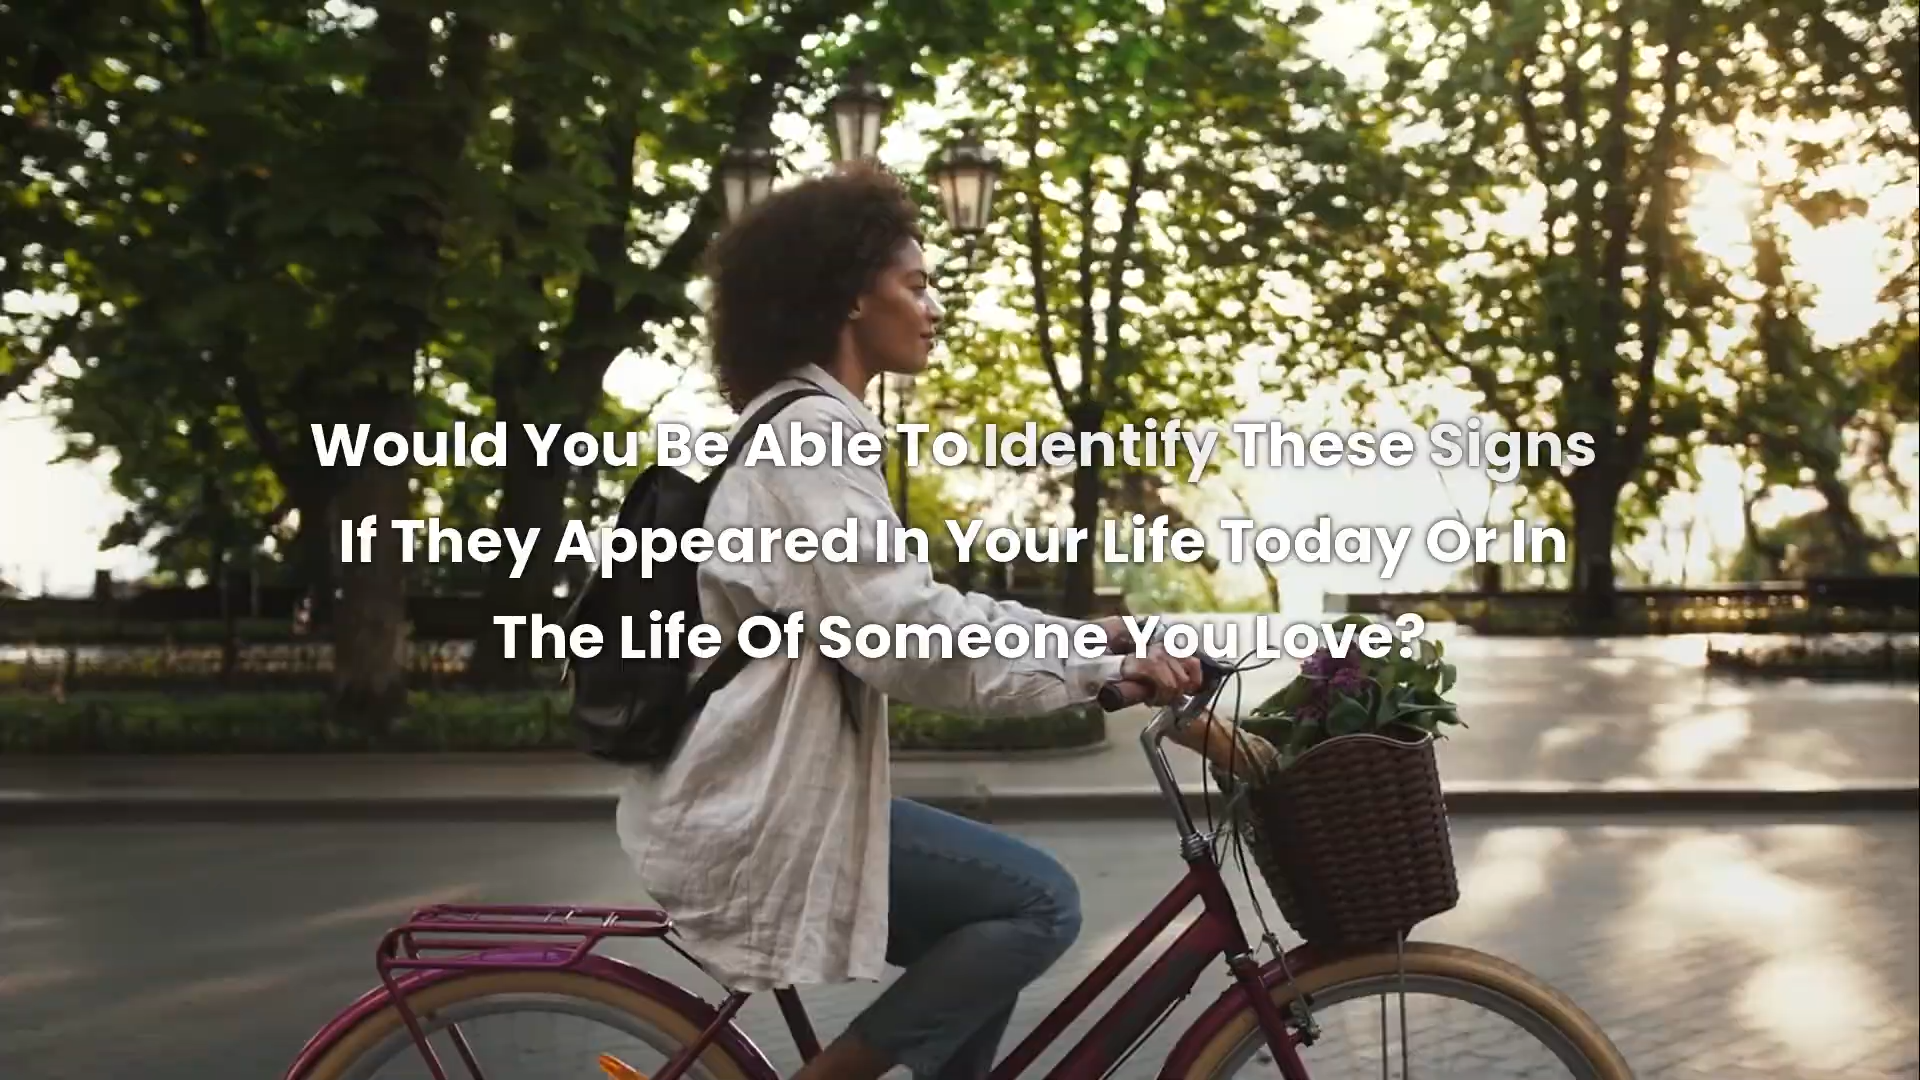 Would You Be Able To Identify These Signs
If They Appeared In Your Life Today Or In
The Life Of Someone You Love?